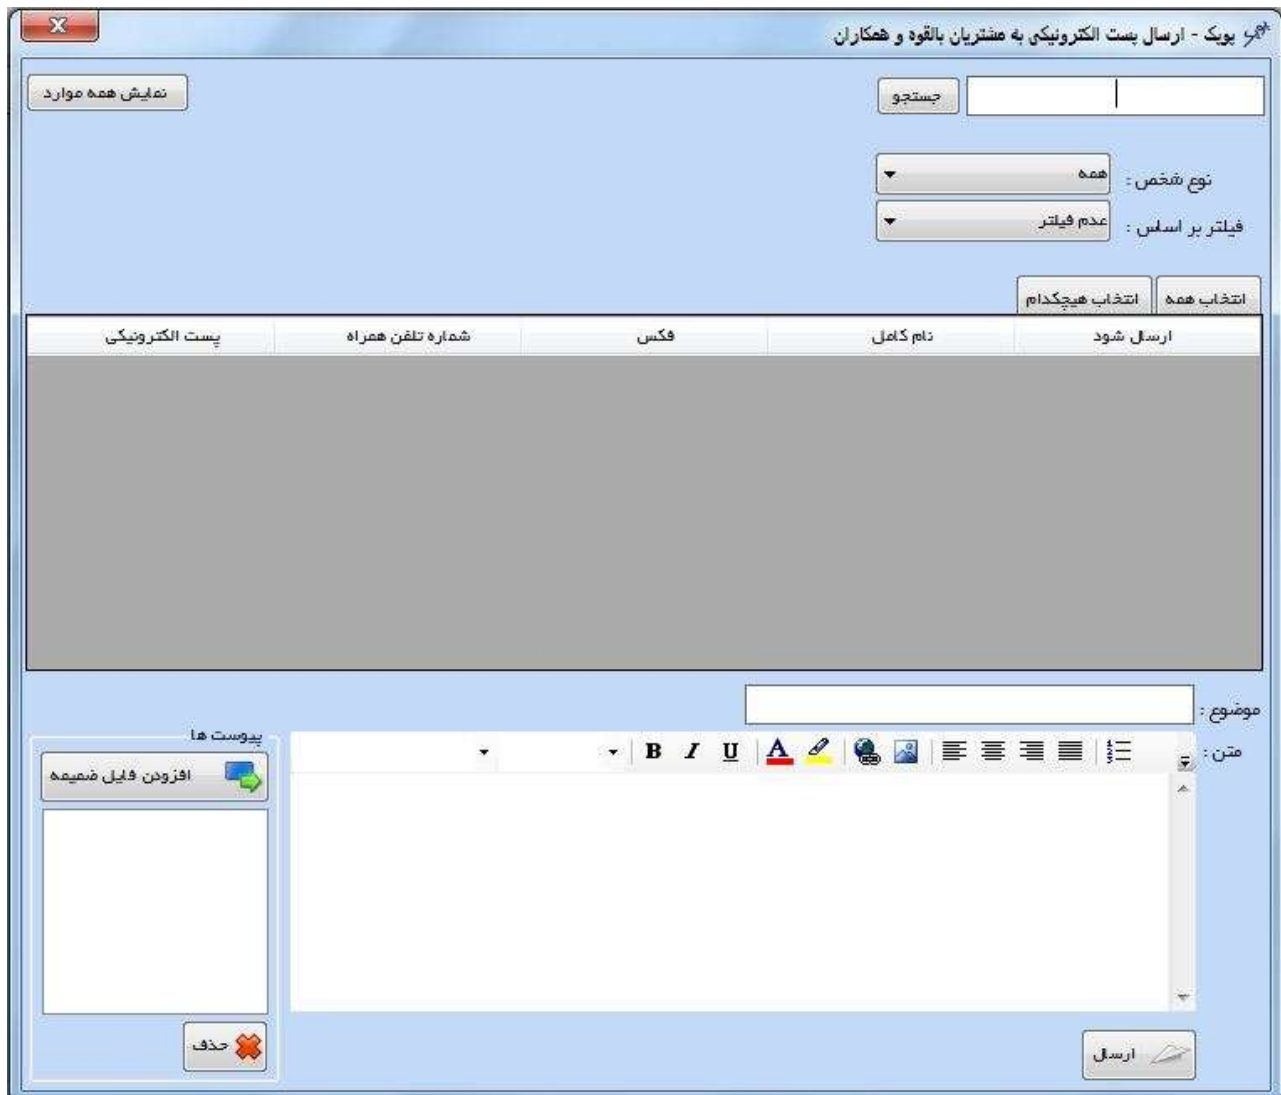 پوپک - ارسال پست الکترونیکی به مشتریان بالقوه و همکاران
جستجو نمایش همه موارد
نوع شخص : همه
فیلتر بر اساس : عدم فیلتر
انتخاب همه انتخاب هیچکدام
ارسال شود نام کامل فکس شماره تلفن همراه پست الکترونیکی
موضوع :
متن : B I U A
پیوست ها
افزودن فایل ضمیمه
حذف
ارسال